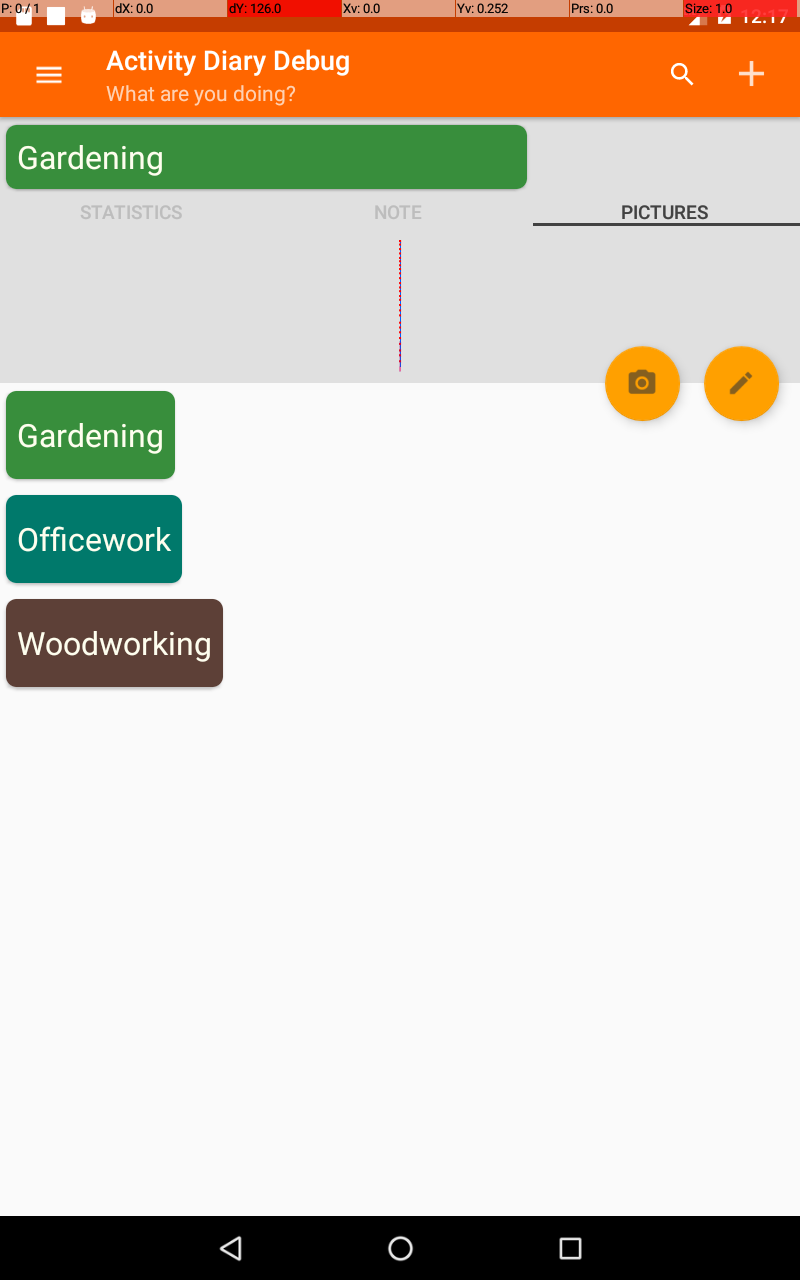 P: 0 / 1 dX: 0.0 dY: 126.0 Xv: 0.0 Yv: 0.252 Prs: 0.0 Size: 1.0
12:17
Activity Diary Debug
What are you doing?
Gardening
STATISTICS NOTE PICTURES
Gardening
Officework
Woodworking